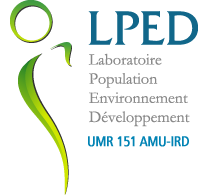 LPED
Laboratoire
Population
Environnement
Développement
UMR 151 AMU-IRD